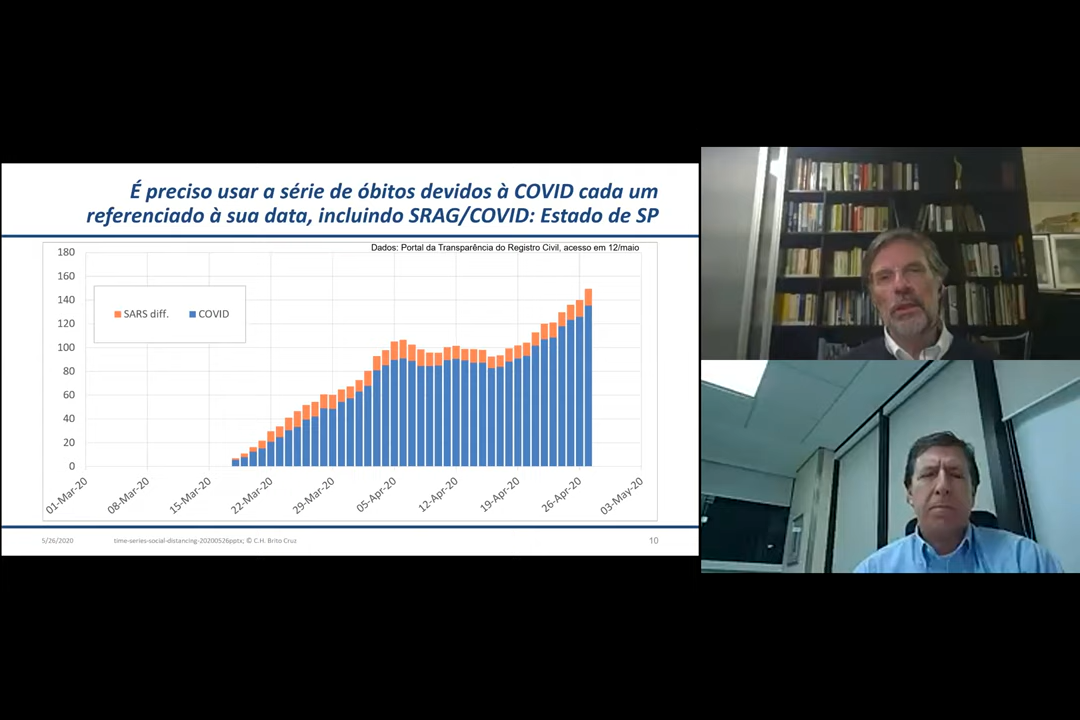 É preciso usar a série de óbitos devidos à COVID cada um
referenciado à sua data, incluindo SRAG/COVID: Estado de SP
Dados: Portal da Transparência do Registro Civil, acesso em 12/maio
180
160
140
120
100
80
60
40
20
0
SARS diff. COVID
01-Mar-20 08-Mar-20 15-Mar-20 22-Mar-20 29-Mar-20 05-Apr-20 12-Apr-20 19-Apr-20 26-Apr-20 03-May-20
5/26/2020 time-series-social-distancing-20200526pptx; © C.H. Brito Cruz 10